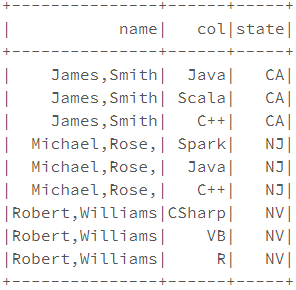 +----------------+------+-----+
|            name|   col|state|
+----------------+------+-----+
|     James,Smith|  Java|   CA|
|     James,Smith| Scala|   CA|
|     James,Smith|   C++|   CA|
|   Michael,Rose,| Spark|   NJ|
|   Michael,Rose,|  Java|   NJ|
|   Michael,Rose,|   C++|   NJ|
|Robert,Williams|CSharp|   NV|
|Robert,Williams|    VB|   NV|
|Robert,Williams|     R|   NV|
+----------------+------+-----+